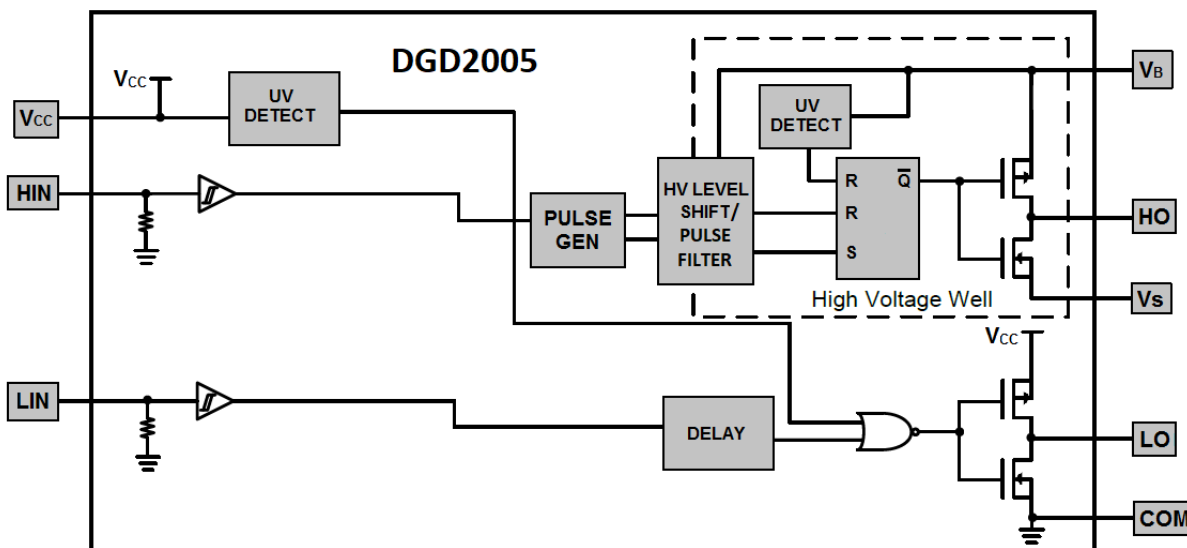 DGD2005
VCC
VCC
UV
DETECT
HIN
PULSE
GEN
HV LEVEL
SHIFT/
PULSE
FILTER
UV
DETECT
R
Q̅
R
S
High Voltage Well
VB
HO
Vs
LIN
DELAY
VCC
LO
COM